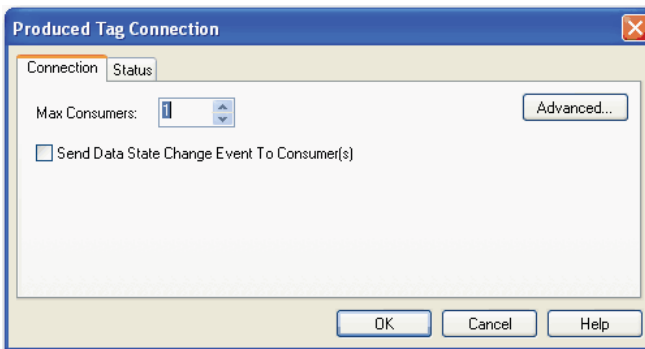 Produced Tag Connection
Connection Status
Max Consumers: 1 Advanced...
Send Data State Change Event To Consumer(s)
OK Cancel Help